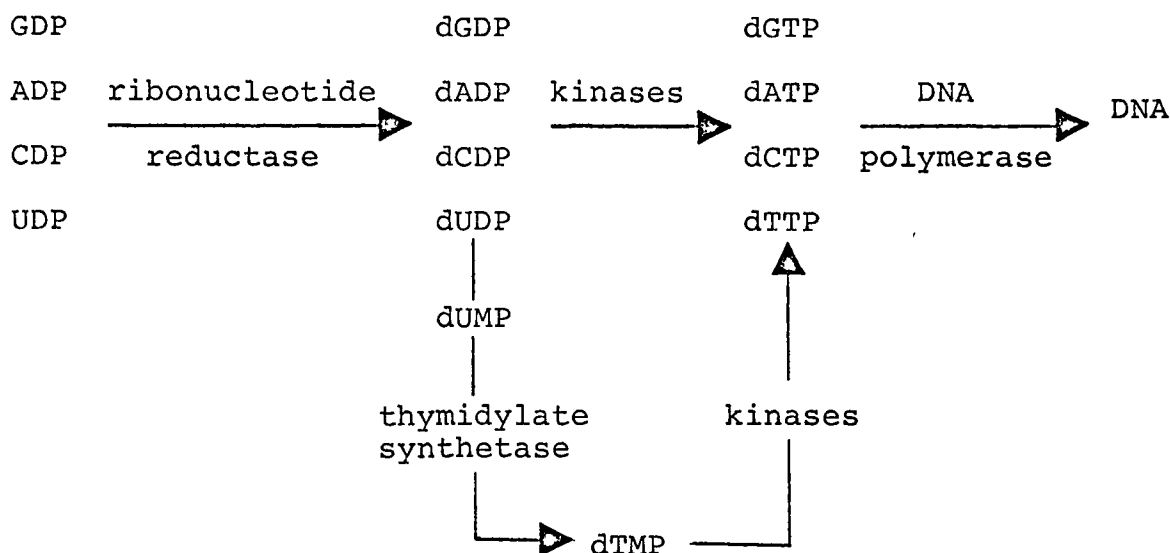 GDP dGDP dGTP
ADP ribonucleotide dADP kinases dATP DNA
DNA
CDP reductase dCDP dCTP polymerase
UDP dUDP dTTP
dUMP
thymidylate kinases
synthetase
dTMP